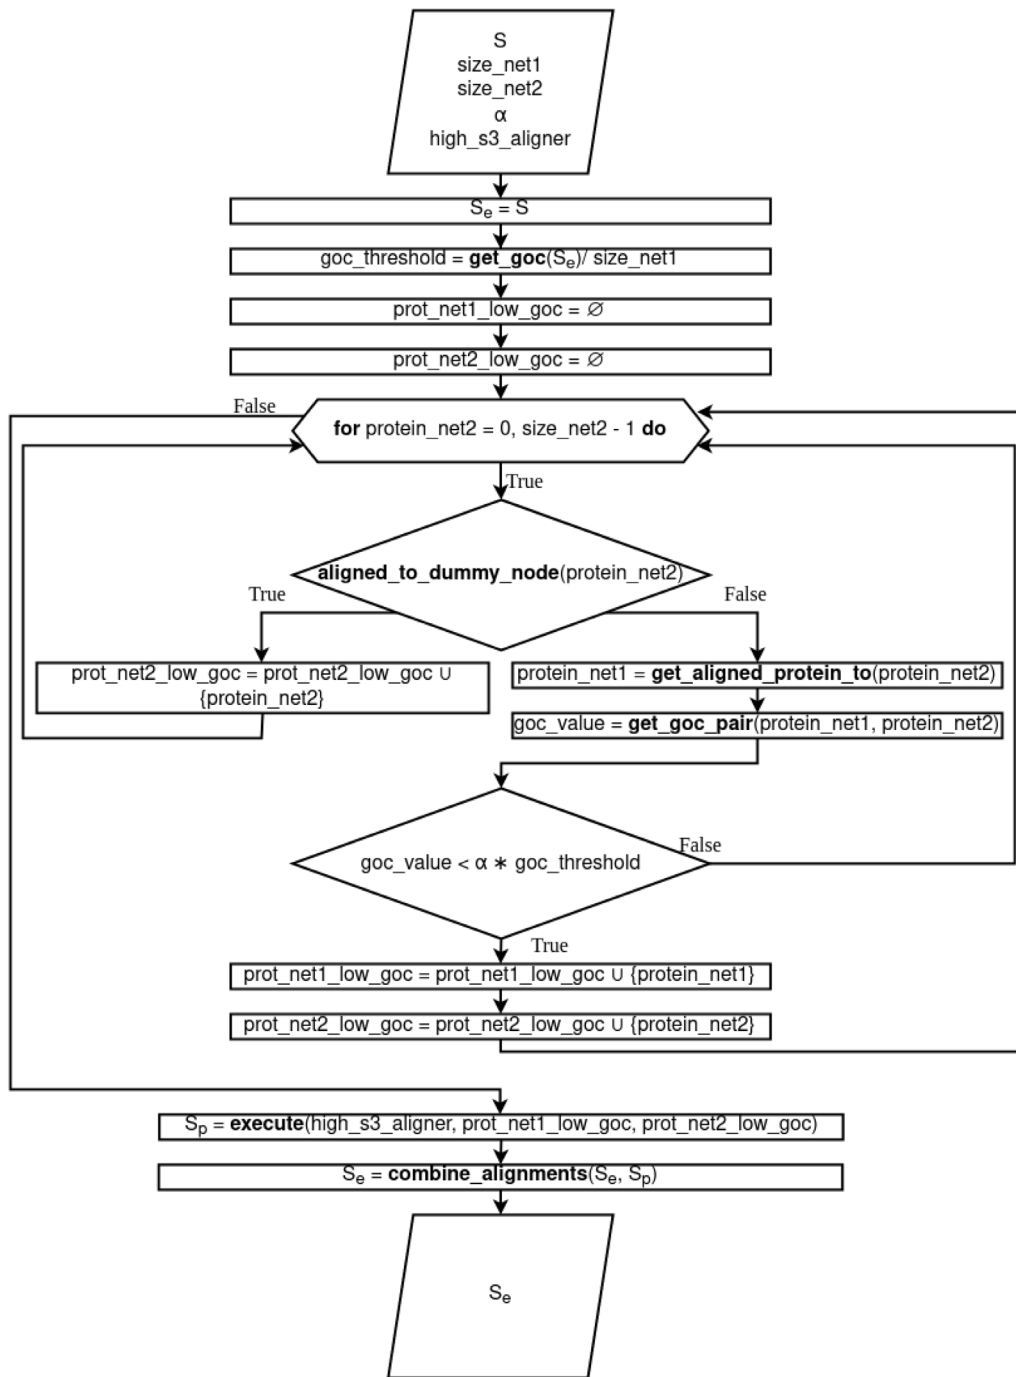 S
size_net1
size_net2
α
high_s3_aligner
Se = S
goc_threshold = get_goc(Se)/ size_net1
prot_net1_low_goc = ∅
prot_net2_low_goc = ∅
False
for protein_net2 = 0, size_net2 - 1 do
True
aligned_to_dummy_node(protein_net2)
True
False
prot_net2_low_goc = prot_net2_low_goc ∪
{protein_net2}
protein_net1 = get_aligned_protein_to(protein_net2)
goc_value = get_goc_pair(protein_net1, protein_net2)
False
goc_value < α ∗ goc_threshold
True
prot_net1_low_goc = prot_net1_low_goc ∪ {protein_net1}
prot_net2_low_goc = prot_net2_low_goc ∪ {protein_net2}
Sp = execute(high_s3_aligner, prot_net1_low_goc, prot_net2_low_goc)
Se = combine_alignments(Se, Sp)
Se